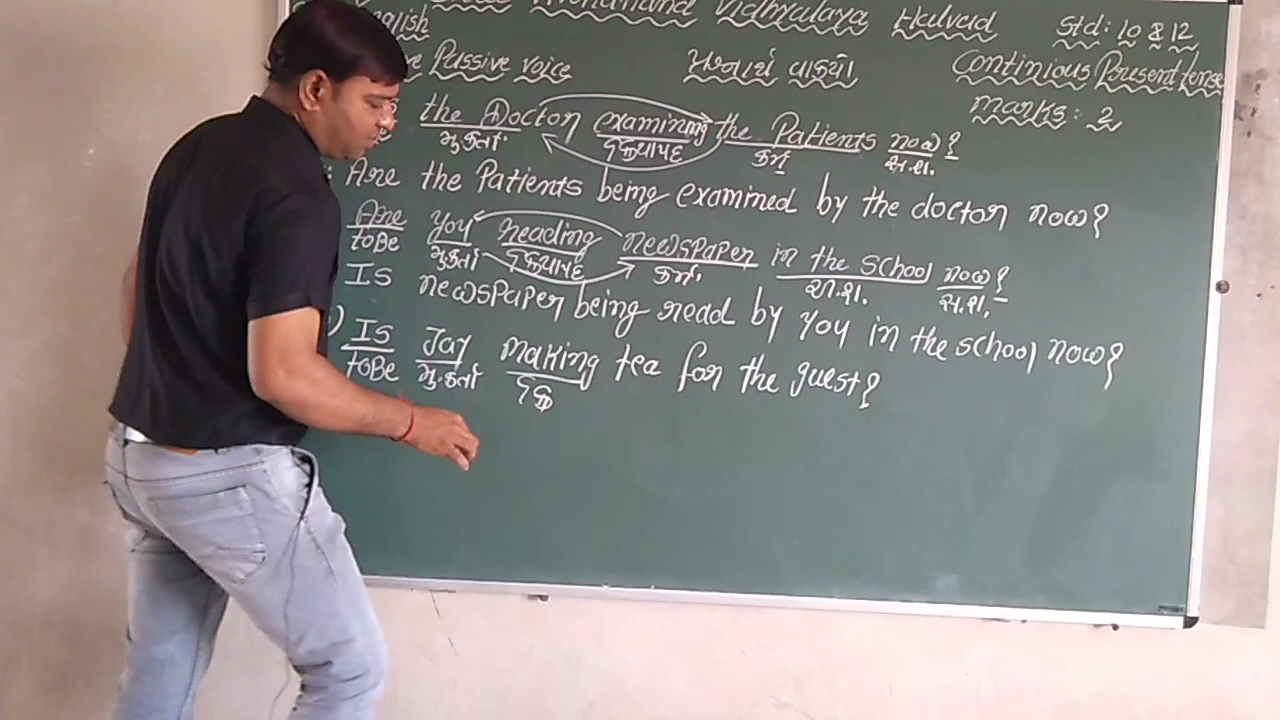 Vidhyalaya Halvad Std: 10 & 12
English
Passive voice પ્રશ્નાર્થ વાક્યો Continious Present tense
Marks: 2
the Doctor examining the Patients now?
મુ.કર્તા ક્રિયાપદ કર્મ સ.શ.
Are the Patients being examined by the doctor now?
Are you reading newspaper in the school now?
toBe મુ.કર્તા ક્રિયાપદ કર્મ સ્થ.શ. સ.શ.
Is newspaper being read by you in the school now?
Is Jay making tea for the guest?
toBe મુ.કર્તા ક્રિ